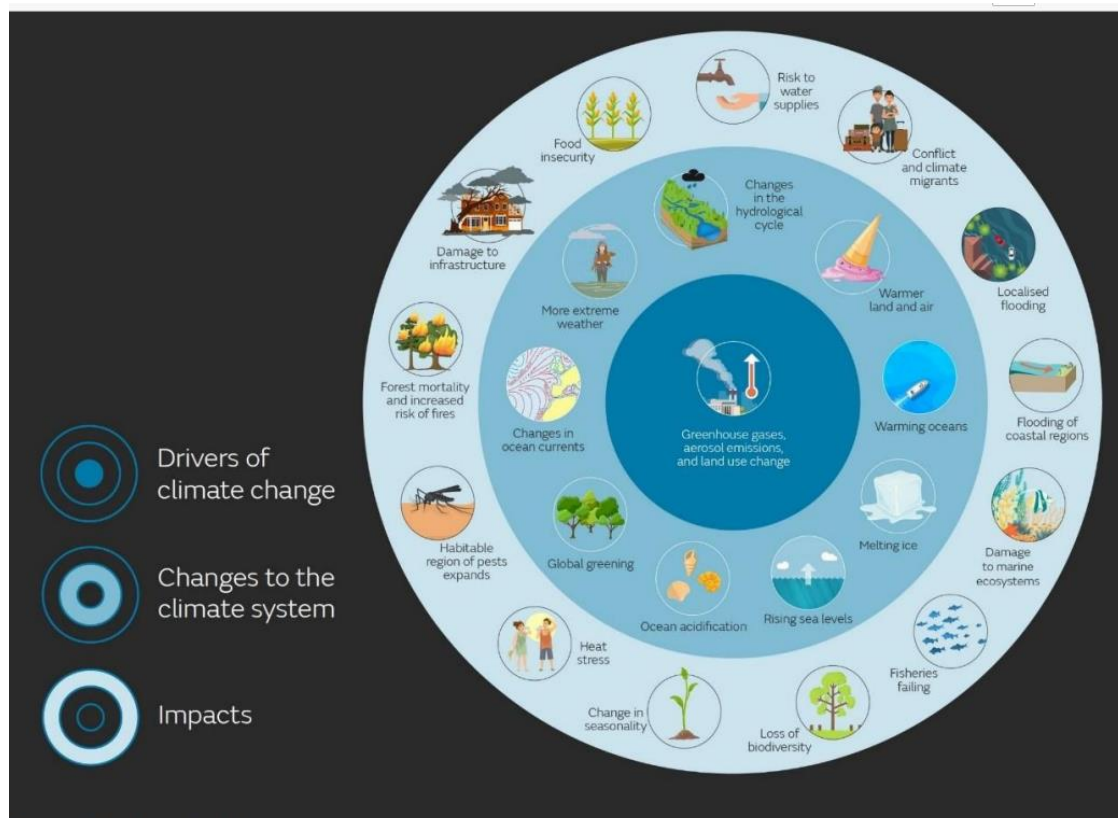 Drivers of
climate change
Changes to the
climate system
Impacts
Greenhouse gases,
aerosol emissions,
and land use change
Changes
in the
hydrological
cycle
Warmer
land and air
Warming oceans
Melting ice
Rising sea levels
Ocean acidification
Global greening
Changes in
ocean currents
More extreme
weather
Risk to
water
supplies
Conflict
and climate
migrants
Localised
flooding
Flooding of
coastal regions
Damage
to marine
ecosystems
Fisheries
failing
Loss of
biodiversity
Change in
seasonality
Heat
stress
Habitable
region of pests
expands
Forest mortality
and increased
risk of fires
Damage to
infrastructure
Food
insecurity